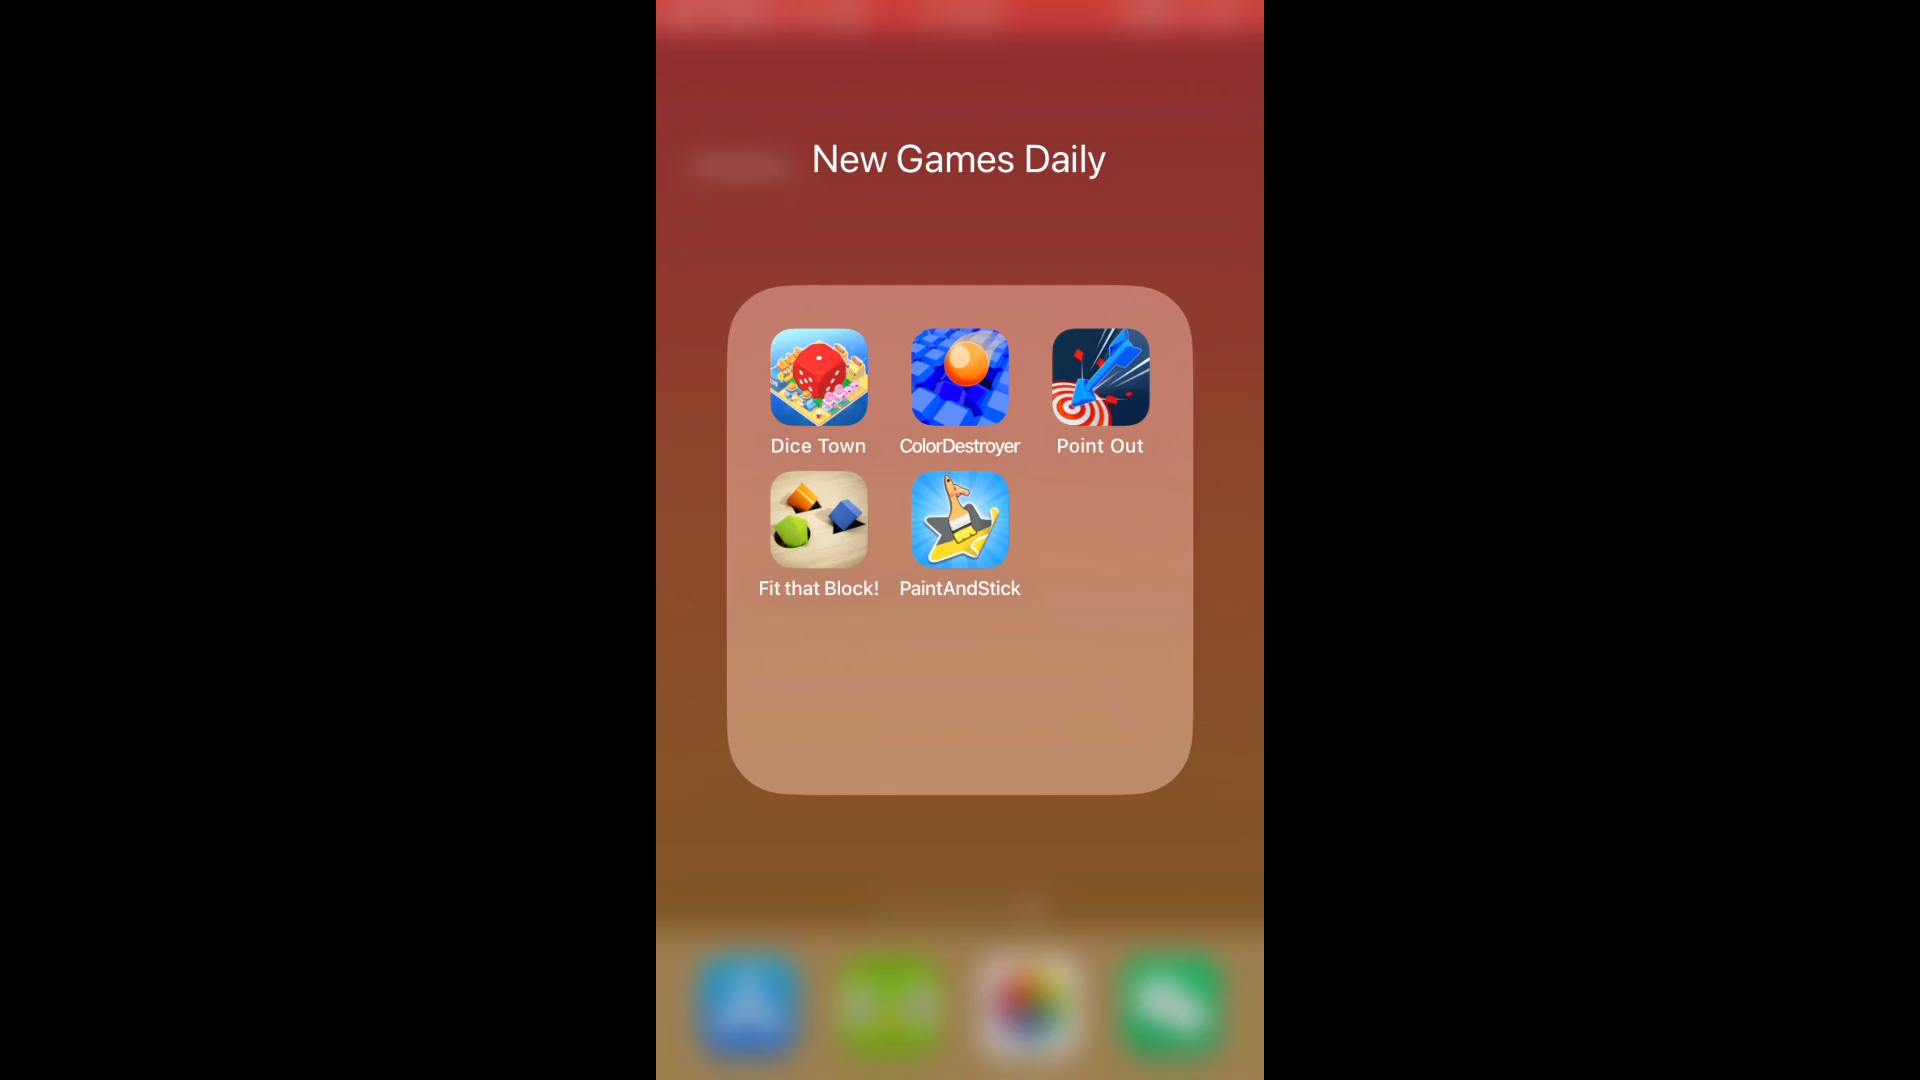 New Games Daily
Dice Town
ColorDestroyer
Point Out
Fit that Block!
PaintAndStick